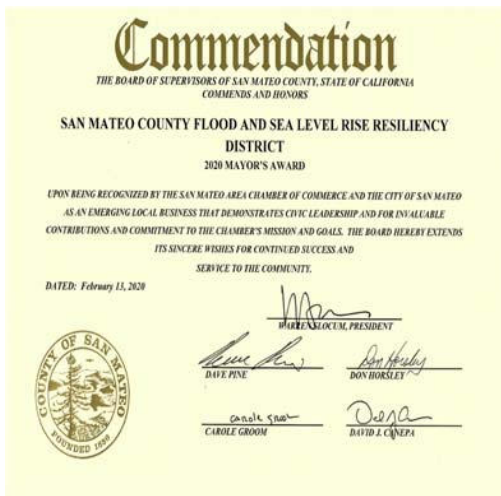 Commendation
THE BOARD OF SUPERVISORS OF SAN MATEO COUNTY, STATE OF CALIFORNIA
COMMENDS AND HONORS
SAN MATEO COUNTY FLOOD AND SEA LEVEL RISE RESILIENCY
DISTRICT
2020 MAYOR'S AWARD
UPON BEING RECOGNIZED BY THE SAN MATEO AREA CHAMBER OF COMMERCE AND THE CITY OF SAN MATEO
AS AN EMERGING LOCAL BUSINESS THAT DEMONSTRATES CIVIC LEADERSHIP AND FOR INVALUABLE
CONTRIBUTIONS AND COMMITMENT TO THE CHAMBER'S MISSION AND GOALS. THE BOARD HEREBY EXTENDS
ITS SINCERE WISHES FOR CONTINUED SUCCESS AND
SERVICE TO THE COMMUNITY.
DATED: February 13, 2020
WARREN SLOCUM, PRESIDENT
Don Horsley
DAVE PINE
DON HORSLEY
carole groom
CAROLE GROOM
DAVID J. CANEPA
COUNTY OF SAN MATEO
FOUNDED 1856